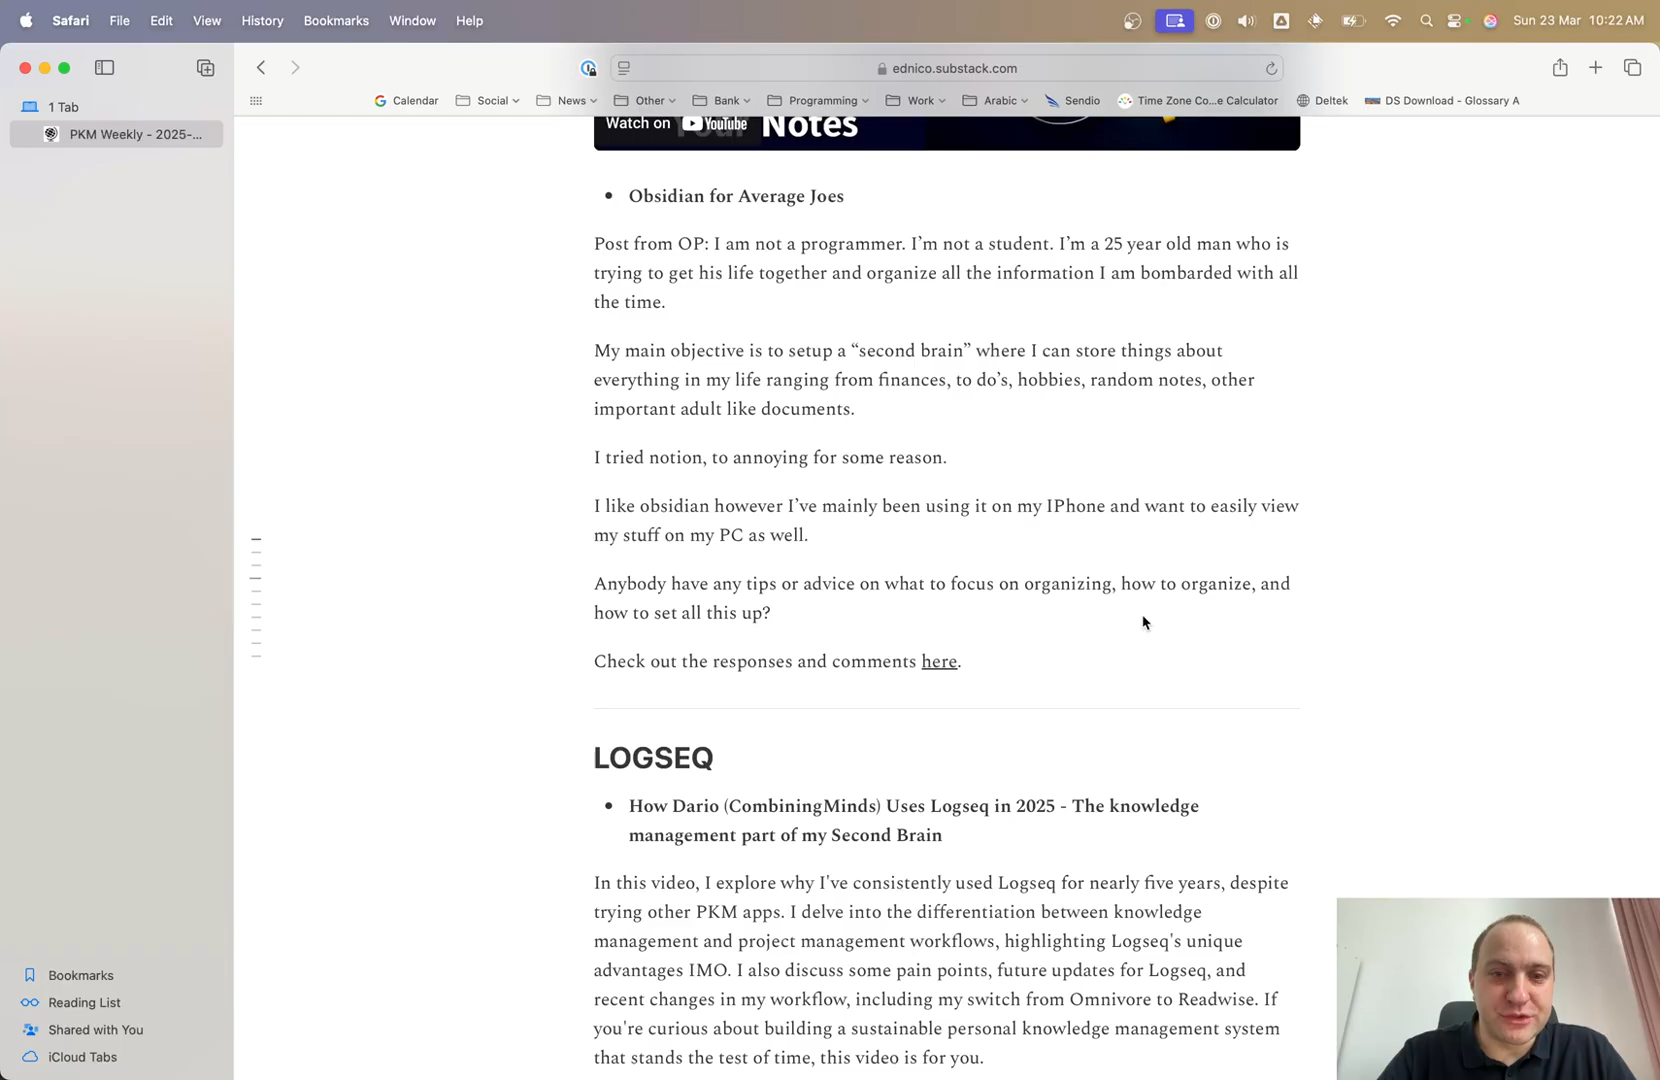 Safari File Edit View History Bookmarks Window Help Sun 23 Mar 10:22 AM
ednico.substack.com
1 Tab
PKM Weekly - 2025-...
Calendar Social News Other Bank Programming Work Arabic Sendio Time Zone Co...e Calculator Deltek DS Download - Glossary A
Watch on YouTube Your Notes
• Obsidian for Average Joes
Post from OP: I am not a programmer. I’m not a student. I’m a 25 year old man who is
trying to get his life together and organize all the information I am bombarded with all
the time.
My main objective is to setup a “second brain” where I can store things about
everything in my life ranging from finances, to do’s, hobbies, random notes, other
important adult like documents.
I tried notion, to annoying for some reason.
I like obsidian however I’ve mainly been using it on my IPhone and want to easily view
my stuff on my PC as well.
Anybody have any tips or advice on what to focus on organizing, how to organize, and
how to set all this up?
Check out the responses and comments here.
LOGSEQ
• How Dario (CombiningMinds) Uses Logseq in 2025 - The knowledge
management part of my Second Brain
In this video, I explore why I've consistently used Logseq for nearly five years, despite
trying other PKM apps. I delve into the differentiation between knowledge
management and project management workflows, highlighting Logseq's unique
advantages IMO. I also discuss some pain points, future updates for Logseq, and
recent changes in my workflow, including my switch from Omnivore to Readwise. If
you're curious about building a sustainable personal knowledge management system
that stands the test of time, this video is for you.
Bookmarks
Reading List
Shared with You
iCloud Tabs